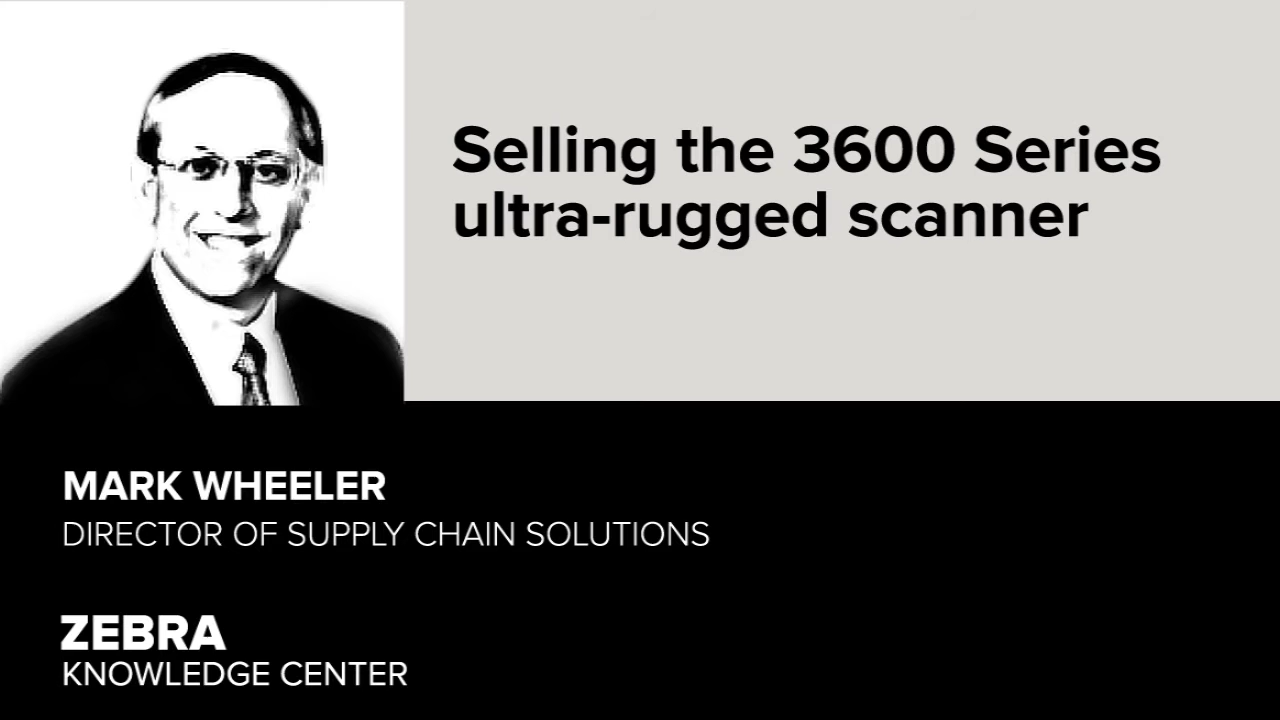 Selling the 3600 Series
ultra-rugged scanner
MARK WHEELER
DIRECTOR OF SUPPLY CHAIN SOLUTIONS
ZEBRA
KNOWLEDGE CENTER